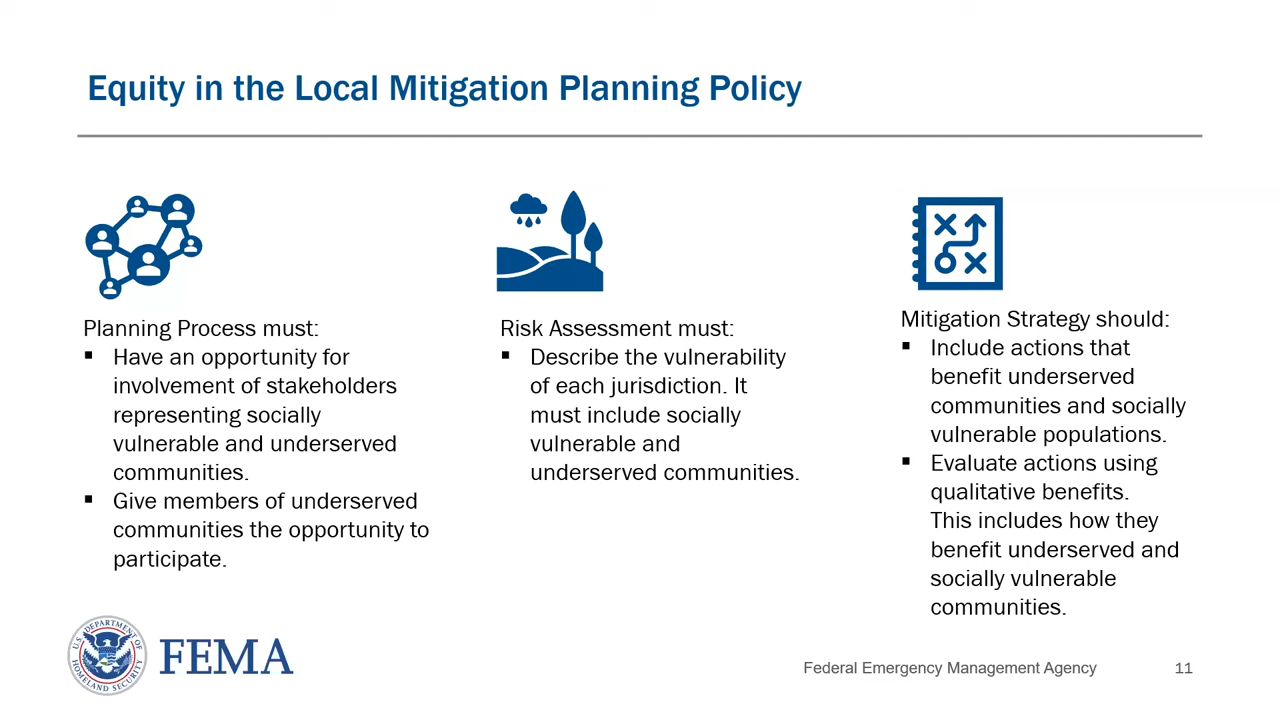 Equity in the Local Mitigation Planning Policy
Planning Process must:
▪ Have an opportunity for
involvement of stakeholders
representing socially
vulnerable and underserved
communities.
▪ Give members of underserved
communities the opportunity to
participate.
Risk Assessment must:
▪ Describe the vulnerability
of each jurisdiction. It
must include socially
vulnerable and
underserved communities.
Mitigation Strategy should:
▪ Include actions that
benefit underserved
communities and socially
vulnerable populations.
▪ Evaluate actions using
qualitative benefits.
This includes how they
benefit underserved and
socially vulnerable
communities.
U.S. DEPARTMENT OF
HOMELAND SECURITY
FEMA
Federal Emergency Management Agency
11